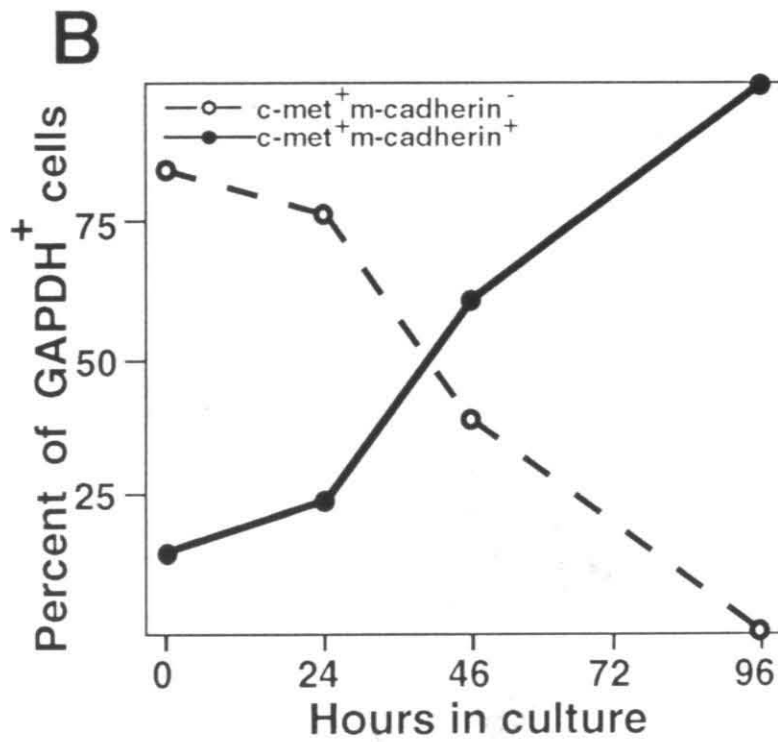 B
c-met⁺m-cadherin⁻
c-met⁺m-cadherin⁺
75
50
25
Percent of GAPDH⁺ cells
0 24 46 72 96
Hours in culture